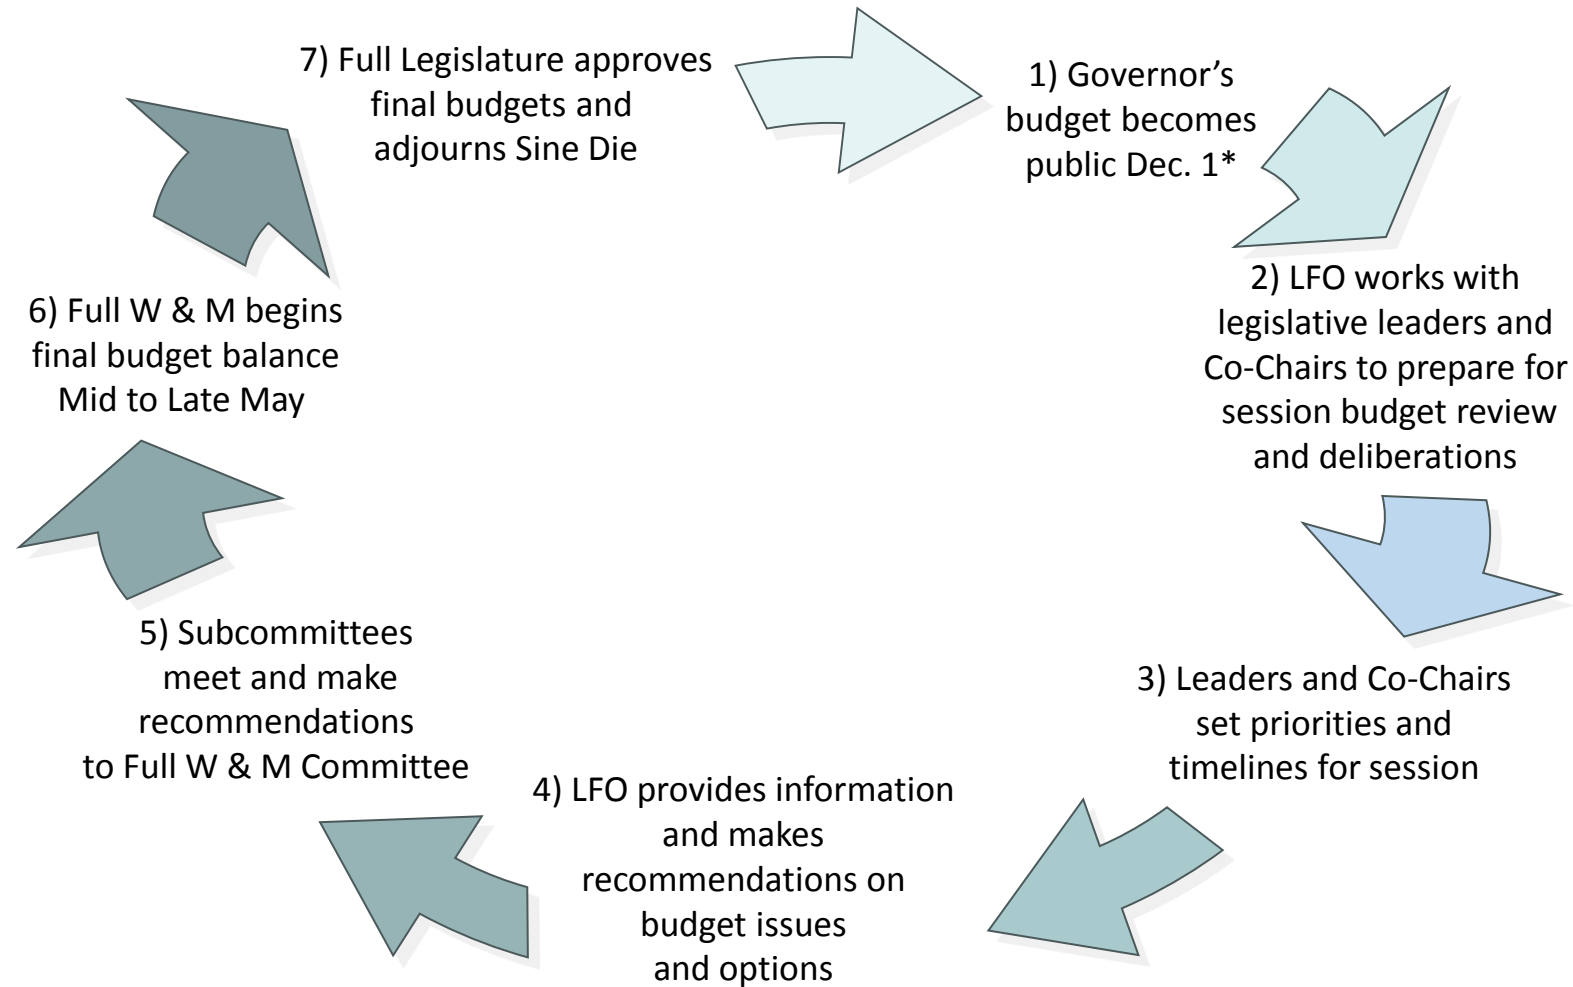 1) Governor’s
budget becomes
public Dec. 1*
2) LFO works with
legislative leaders and
Co-Chairs to prepare for
session budget review
and deliberations
3) Leaders and Co-Chairs
set priorities and
timelines for session
4) LFO provides information
and makes
recommendations on
budget issues
and options
5) Subcommittees
meet and make
recommendations
to Full W & M Committee
6) Full W & M begins
final budget balance
Mid to Late May
7) Full Legislature approves
final budgets and
adjourns Sine Die